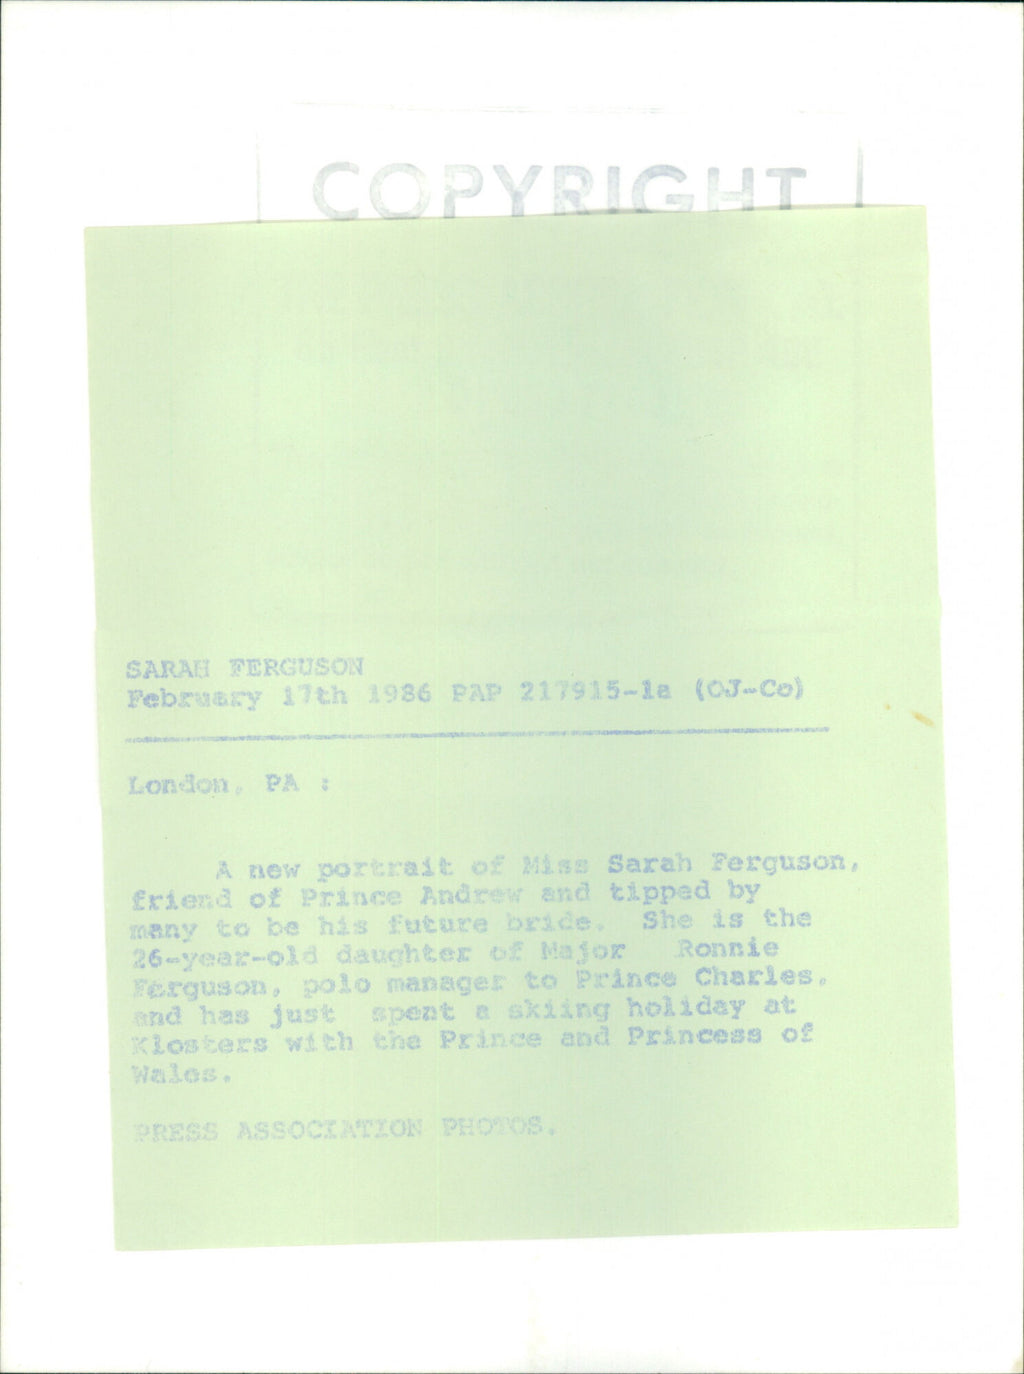 COPYRIGHT
SARAH FERGUSON
February 17th 1986 PAP 217915-1a (OJ-Co)
London, PA :
A new portrait of Miss Sarah Ferguson,
friend of Prince Andrew and tipped by
many to be his future bride. She is the
26-year-old daughter of Major Ronnie
Ferguson, polo manager to Prince Charles,
and has just spent a skiing holiday at
Klosters with the Prince and Princess of
Wales.
PRESS ASSOCIATION PHOTOS.